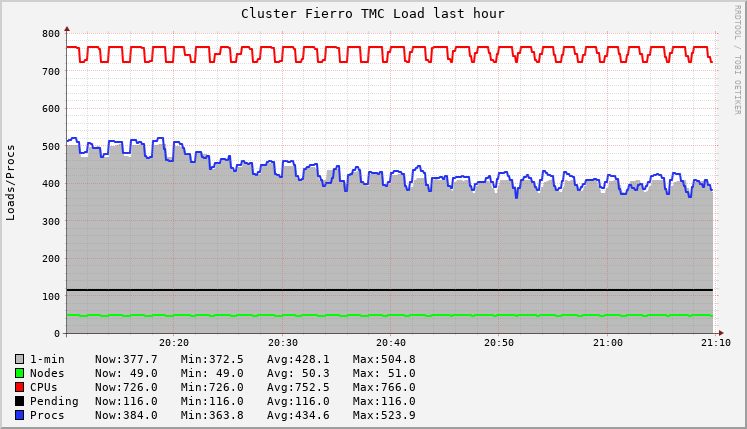 Cluster Fierro TMC Load last hour
RRDTOOL / TOBI OETIKER
Loads/Procs
800
700
600
500
400
300
200
100
0
20:20 20:30 20:40 20:50 21:00 21:10
1-min Now:377.7 Min:372.5 Avg:428.1 Max:504.8
Nodes Now: 49.0 Min: 49.0 Avg: 50.3 Max: 51.0
CPUs Now:726.0 Min:726.0 Avg:752.5 Max:766.0
Pending Now:116.0 Min:116.0 Avg:116.0 Max:116.0
Procs Now:384.0 Min:363.8 Avg:434.6 Max:523.9